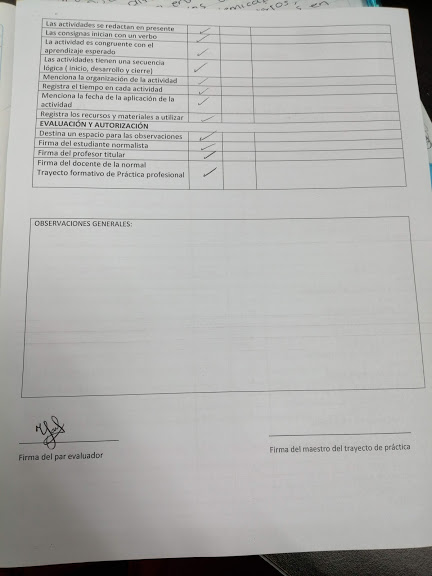 Las actividades se redactan en presente
Las consignas inician con un verbo
La actividad es congruente con el
aprendizaje esperado
Las actividades tienen una secuencia
lógica ( inicio, desarrollo y cierre)
Menciona la organización de la actividad
Registra el tiempo en cada actividad
Menciona la fecha de la aplicación de la
actividad
Registra los recursos y materiales a utilizar
EVALUACIÓN Y AUTORIZACIÓN
Destina un espacio para las observaciones
Firma del estudiante normalista
Firma del profesor titular
Firma del docente de la normal
Trayecto formativo de Práctica profesional
OBSERVACIONES GENERALES:
Firma del par evaluador
Firma del maestro del trayecto de práctica